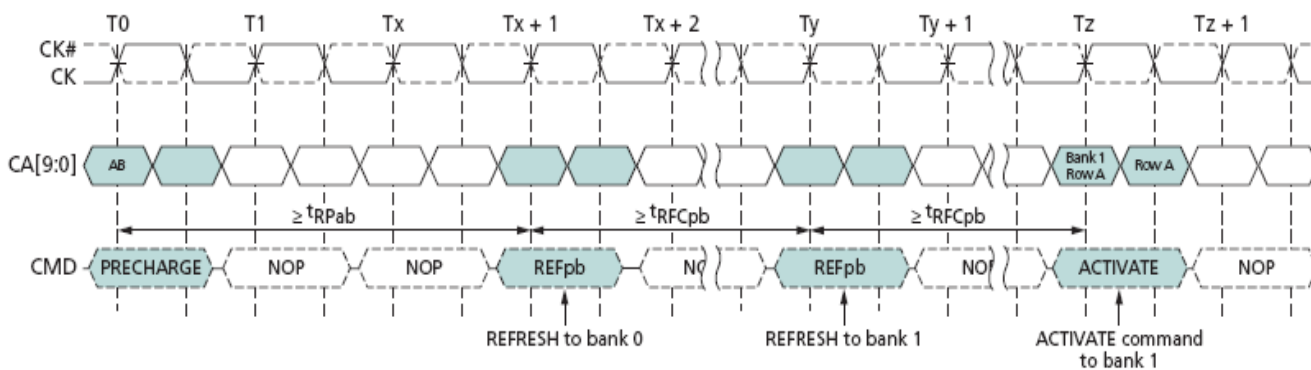 T0 T1 Tx Tx + 1 Tx + 2 Ty Ty + 1 Tz Tz + 1
CK#
CK
CA[9:0] AB Bank 1 Row A
Row A
≥ tRPab ≥ tRFCpb ≥ tRFCpb
CMD PRECHARGE NOP NOP REFpb REFpb ACTIVATE NOP
REFRESH to bank 0 REFRESH to bank 1 ACTIVATE command
to bank 1